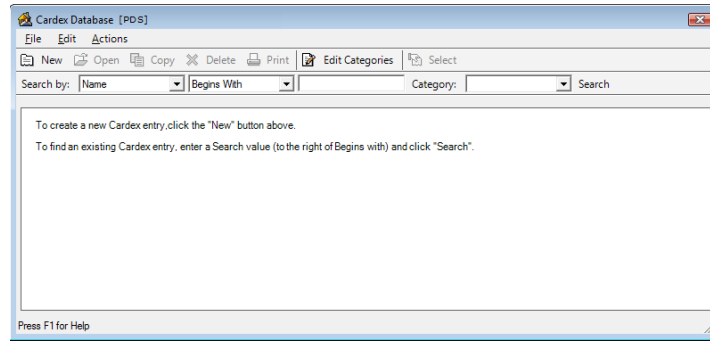 Cardex Database [PDS]
File Edit Actions
New Open Copy Delete Print Edit Categories Select
Search by: Name Begins With Category: Search
To create a new Cardex entry,click the "New" button above.
To find an existing Cardex entry, enter a Search value (to the right of Begins with) and click "Search".
Press F1 for Help